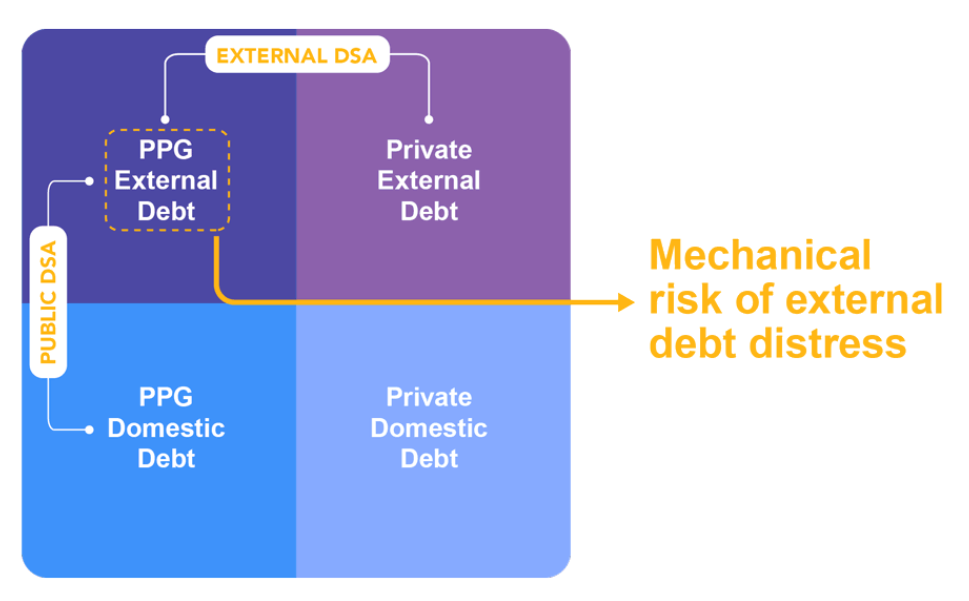 EXTERNAL DSA
PPG
External
Debt
Private
External
Debt
PUBLIC DSA
Mechanical
risk of external
debt distress
PPG
Domestic
Debt
Private
Domestic
Debt